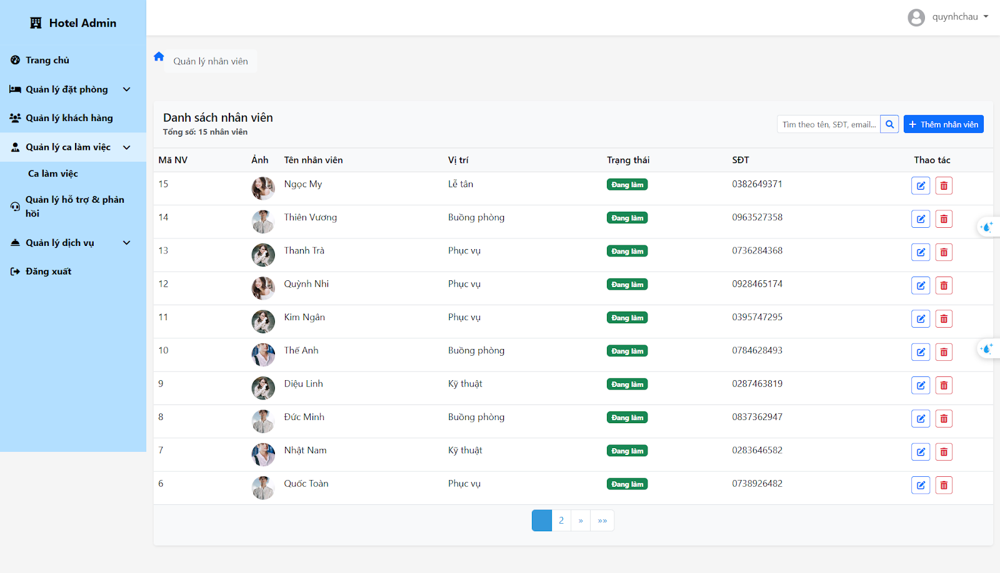 Hotel Admin
quynhchau
Trang chủ
Quản lý đặt phòng
Quản lý khách hàng
Quản lý ca làm việc
Ca làm việc
Quản lý hỗ trợ & phản
hồi
Quản lý dịch vụ
Đăng xuất
Quản lý nhân viên
Danh sách nhân viên
Tổng số: 15 nhân viên
Tìm theo tên, SĐT, email... + Thêm nhân viên
Mã NV Ảnh Tên nhân viên Vị trí Trạng thái SĐT Thao tác
15 Ngọc My Lễ tân Đang làm 0382649371
14 Thiên Vương Buồng phòng Đang làm 0963527358
13 Thanh Trà Phục vụ Đang làm 0736284368
12 Quỳnh Nhi Phục vụ Đang làm 0928465174
11 Kim Ngân Phục vụ Đang làm 0395747295
10 Thế Anh Buồng phòng Đang làm 0784628493
9 Diệu Linh Kỹ thuật Đang làm 0287463819
8 Đức Minh Buồng phòng Đang làm 0837362947
7 Nhật Nam Kỹ thuật Đang làm 0283646582
6 Quốc Toàn Phục vụ Đang làm 0738926482
2 » »»